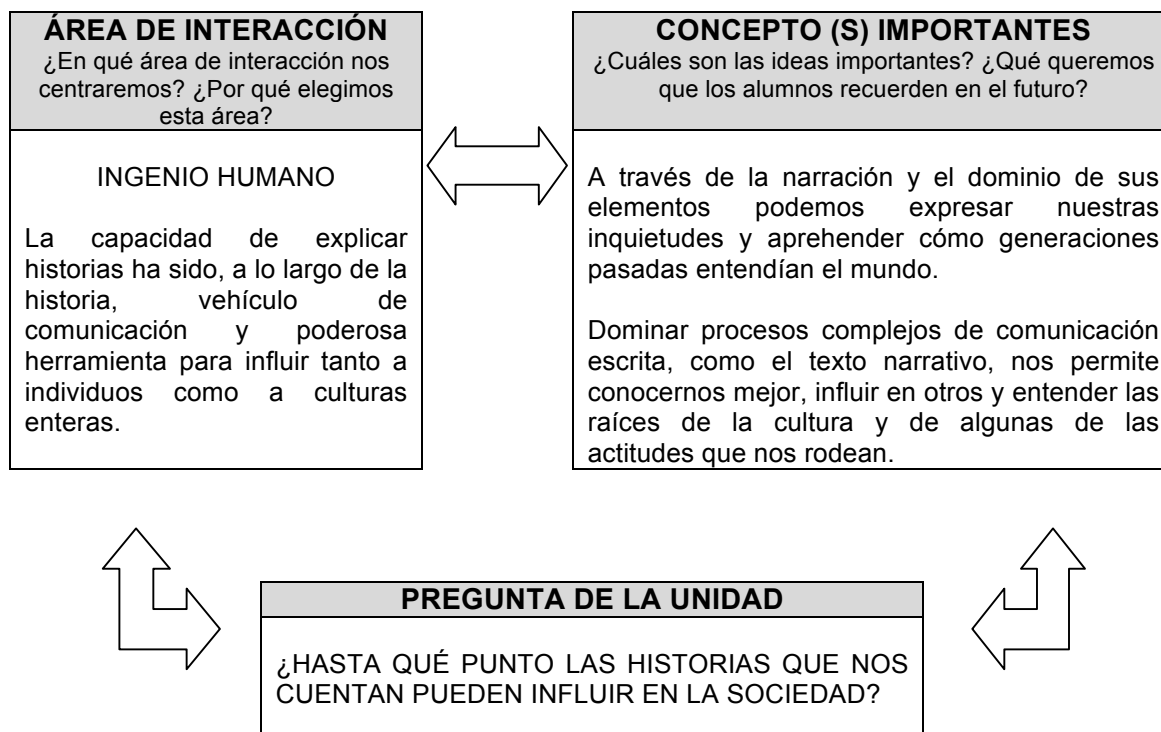 ÁREA DE INTERACCIÓN
¿En qué área de interacción nos
centraremos? ¿Por qué elegimos
esta área?
INGENIO HUMANO
La capacidad de explicar
historias ha sido, a lo largo de la
historia, vehículo de
comunicación y poderosa
herramienta para influir tanto a
individuos como a culturas
enteras.
CONCEPTO (S) IMPORTANTES
¿Cuáles son las ideas importantes? ¿Qué queremos
que los alumnos recuerden en el futuro?
A través de la narración y el dominio de sus
elementos podemos expresar nuestras
inquietudes y aprehender cómo generaciones
pasadas entendían el mundo.
Dominar procesos complejos de comunicación
escrita, como el texto narrativo, nos permite
conocernos mejor, influir en otros y entender las
raíces de la cultura y de algunas de las
actitudes que nos rodean.
PREGUNTA DE LA UNIDAD
¿HASTA QUÉ PUNTO LAS HISTORIAS QUE NOS
CUENTAN PUEDEN INFLUIR EN LA SOCIEDAD?